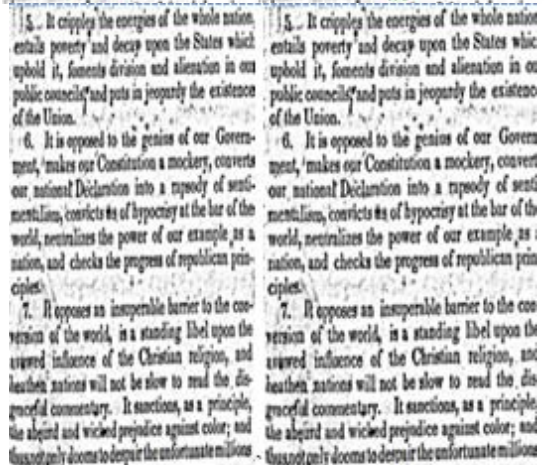 5. It cripples the energies of the whole nation,
entails poverty and decay upon the States which
uphold it, foments division and alienation in our
public councils, and puts in jeopardy the existence
of the Union.
6. It is opposed to the genius of our Govern-
ment, makes our Constitution a mockery, converts
our national Declaration into a rapsody of senti-
mentalism, convicts us of hypocrisy at the bar of the
world, neutralizes the power of our example as a
nation, and checks the progress of republican prin-
ciples.
7. It opposes an insuperable barrier to the con-
version of the world, is a standing libel upon the
avowed influence of the Christian religion, and
heathen nations will not be slow to read the dis-
graceful commentary. It sanctions, as a principle,
the absurd and wicked prejudice against color; and
thus not only dooms to despair the unfortunate millions
5. It cripples the energies of the whole nation
entails poverty and decay upon the States whic
uphold it, foments division and alienation in ou
public councils, and puts in jeopardy the existenc
of the Union.
6. It is opposed to the genius of our Govern
ment, makes our Constitution a mockery, convert
our national Declaration into a rapsody of senti
mentalism, convicts us of hypocrisy at the bar of th
world, neutralizes the power of our example as a
nation, and checks the progress of republican prin
ciples.
7. It opposes an insuperable barrier to the con
version of the world, is a standing libel upon the
avowed influence of the Christian religion, and
heathen nations will not be slow to read the dis-
graceful commentary. It sanctions, as a principle,
the absurd and wicked prejudice against color; and
thus not only dooms to despair the unfortunate millions